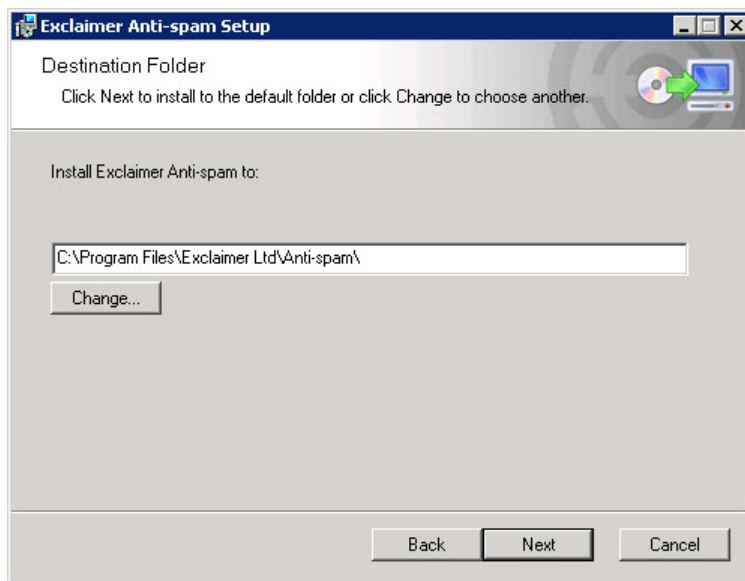 Exclaimer Anti-spam Setup
Destination Folder
Click Next to install to the default folder or click Change to choose another.
Install Exclaimer Anti-spam to:
C:\Program Files\Exclaimer Ltd\Anti-spam\
Change...
Back Next Cancel